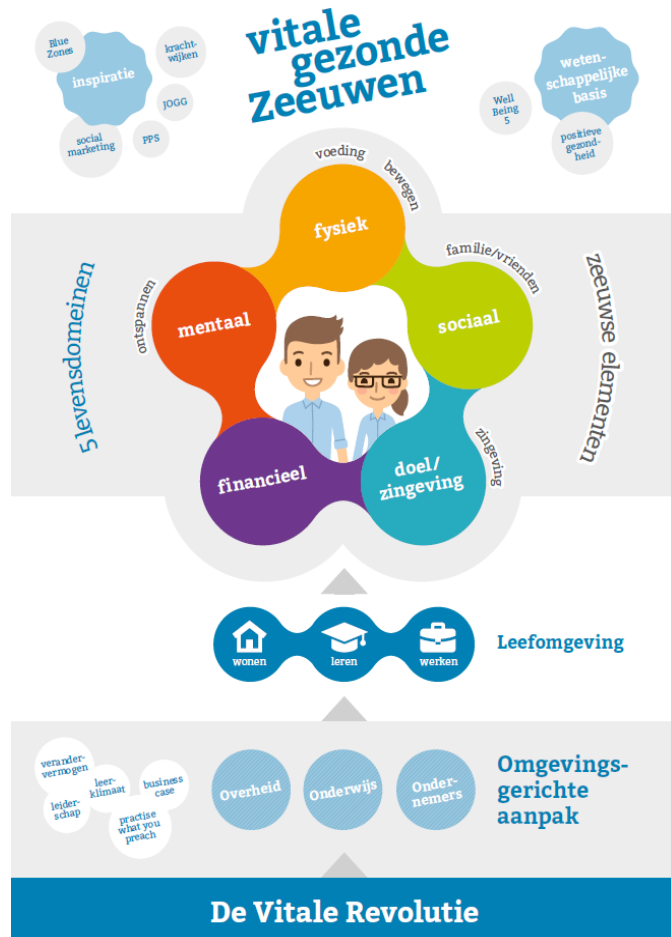 vitale
gezonde
Zeeuwen
Blue
Zones
inspiratie
kracht-
wijken
JOGG
PPS
social
marketing
weten-
schappelijke
basis
Well
Being
5
positieve
gezond-
heid
voeding
bewegen
fysiek
familie/vrienden
ontspannen
mentaal
sociaal
5 levensdomeinen
zeeuwse elementen
financieel
doel/
zingeving
zingeving
wonen
leren
werken
Leefomgeving
verander-
vermogen
leer-
klimaat
business
case
leider-
schap
practise
what you
preach
Overheid
Onderwijs
Onder-
nemers
Omgevings-
gerichte
aanpak
De Vitale Revolutie